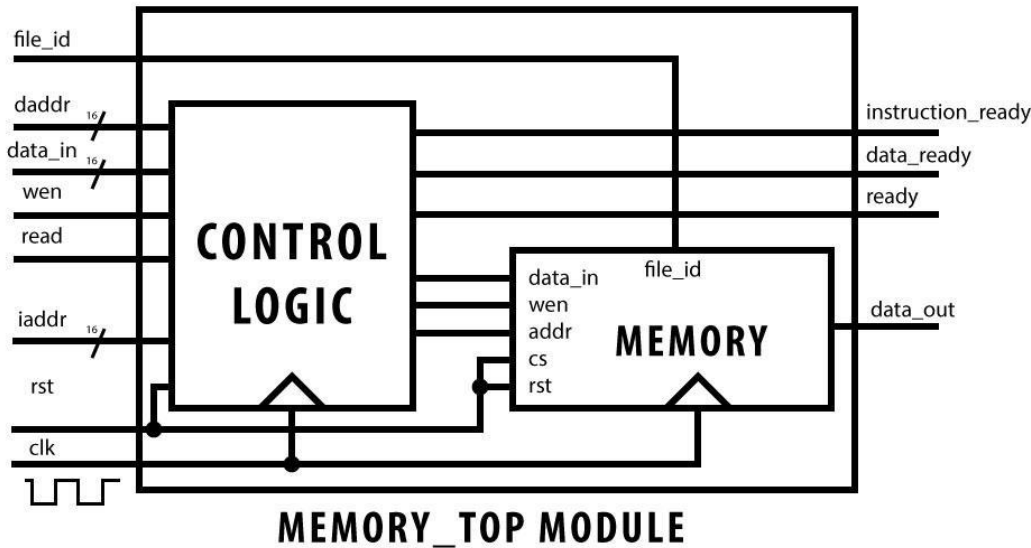 file_id
daddr
16
data_in
16
wen
read
iaddr
16
rst
clk
CONTROL
LOGIC
instruction_ready
data_ready
ready
file_id
data_in
wen
addr
cs
rst
MEMORY
data_out
MEMORY_TOP MODULE